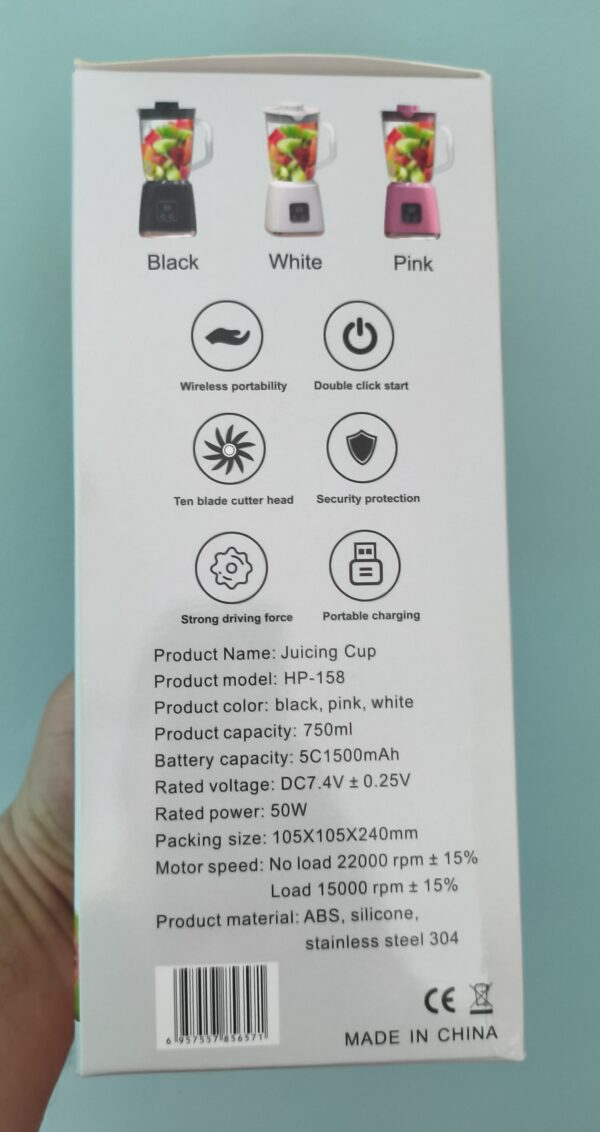 Black White Pink
Wireless portability Double click start
Ten blade cutter head Security protection
Strong driving force Portable charging
Product Name: Juicing Cup
Product model: HP-158
Product color: black, pink, white
Product capacity: 750ml
Battery capacity: 5C1500mAh
Rated voltage: DC7.4V ± 0.25V
Rated power: 50W
Packing size: 105X105X240mm
Motor speed: No load 22000 rpm ± 15%
Load 15000 rpm ± 15%
Product material: ABS, silicone,
stainless steel 304
CE
6 957557 856571
MADE IN CHINA